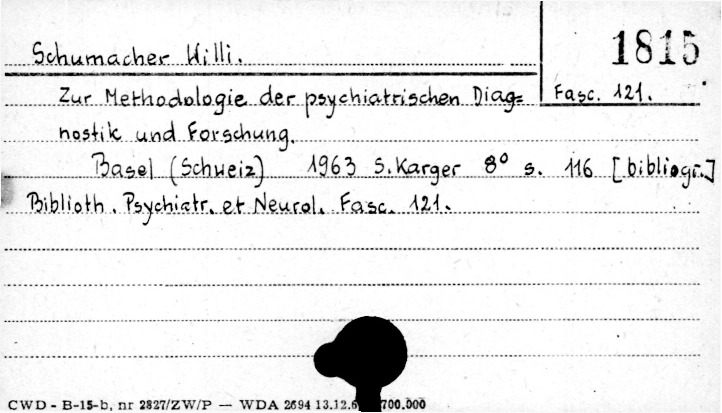 Schumacher Willi.
1815
Fasc. 121.
Zur Methodologie der psychiatrischen Diag=
nostik und Forschung.
Basel (Schweiz) 1963 S. Karger 8° s. 116 [bibliogr.]
Biblioth. Psychiatr. et Neurol. Fasc. 121.
CWD - B-15-b, nr 2827/ZW/P — WDA 2694 13.12.6 700.000